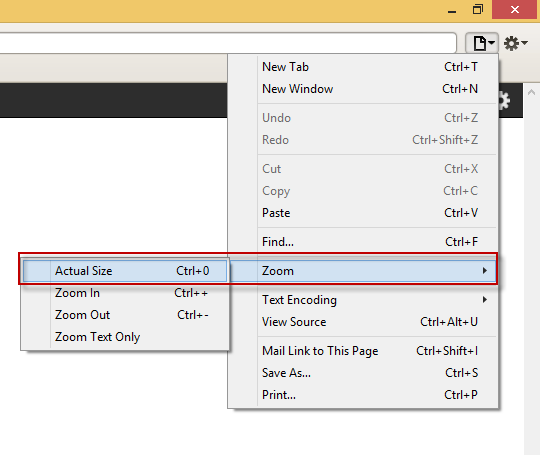 New Tab Ctrl+T
New Window Ctrl+N
Undo Ctrl+Z
Redo Ctrl+Shift+Z
Cut Ctrl+X
Copy Ctrl+C
Paste Ctrl+V
Find... Ctrl+F
Zoom
Actual Size Ctrl+0
Zoom In Ctrl++
Zoom Out Ctrl+-
Zoom Text Only
Text Encoding
View Source Ctrl+Alt+U
Mail Link to This Page Ctrl+Shift+I
Save As... Ctrl+S
Print... Ctrl+P